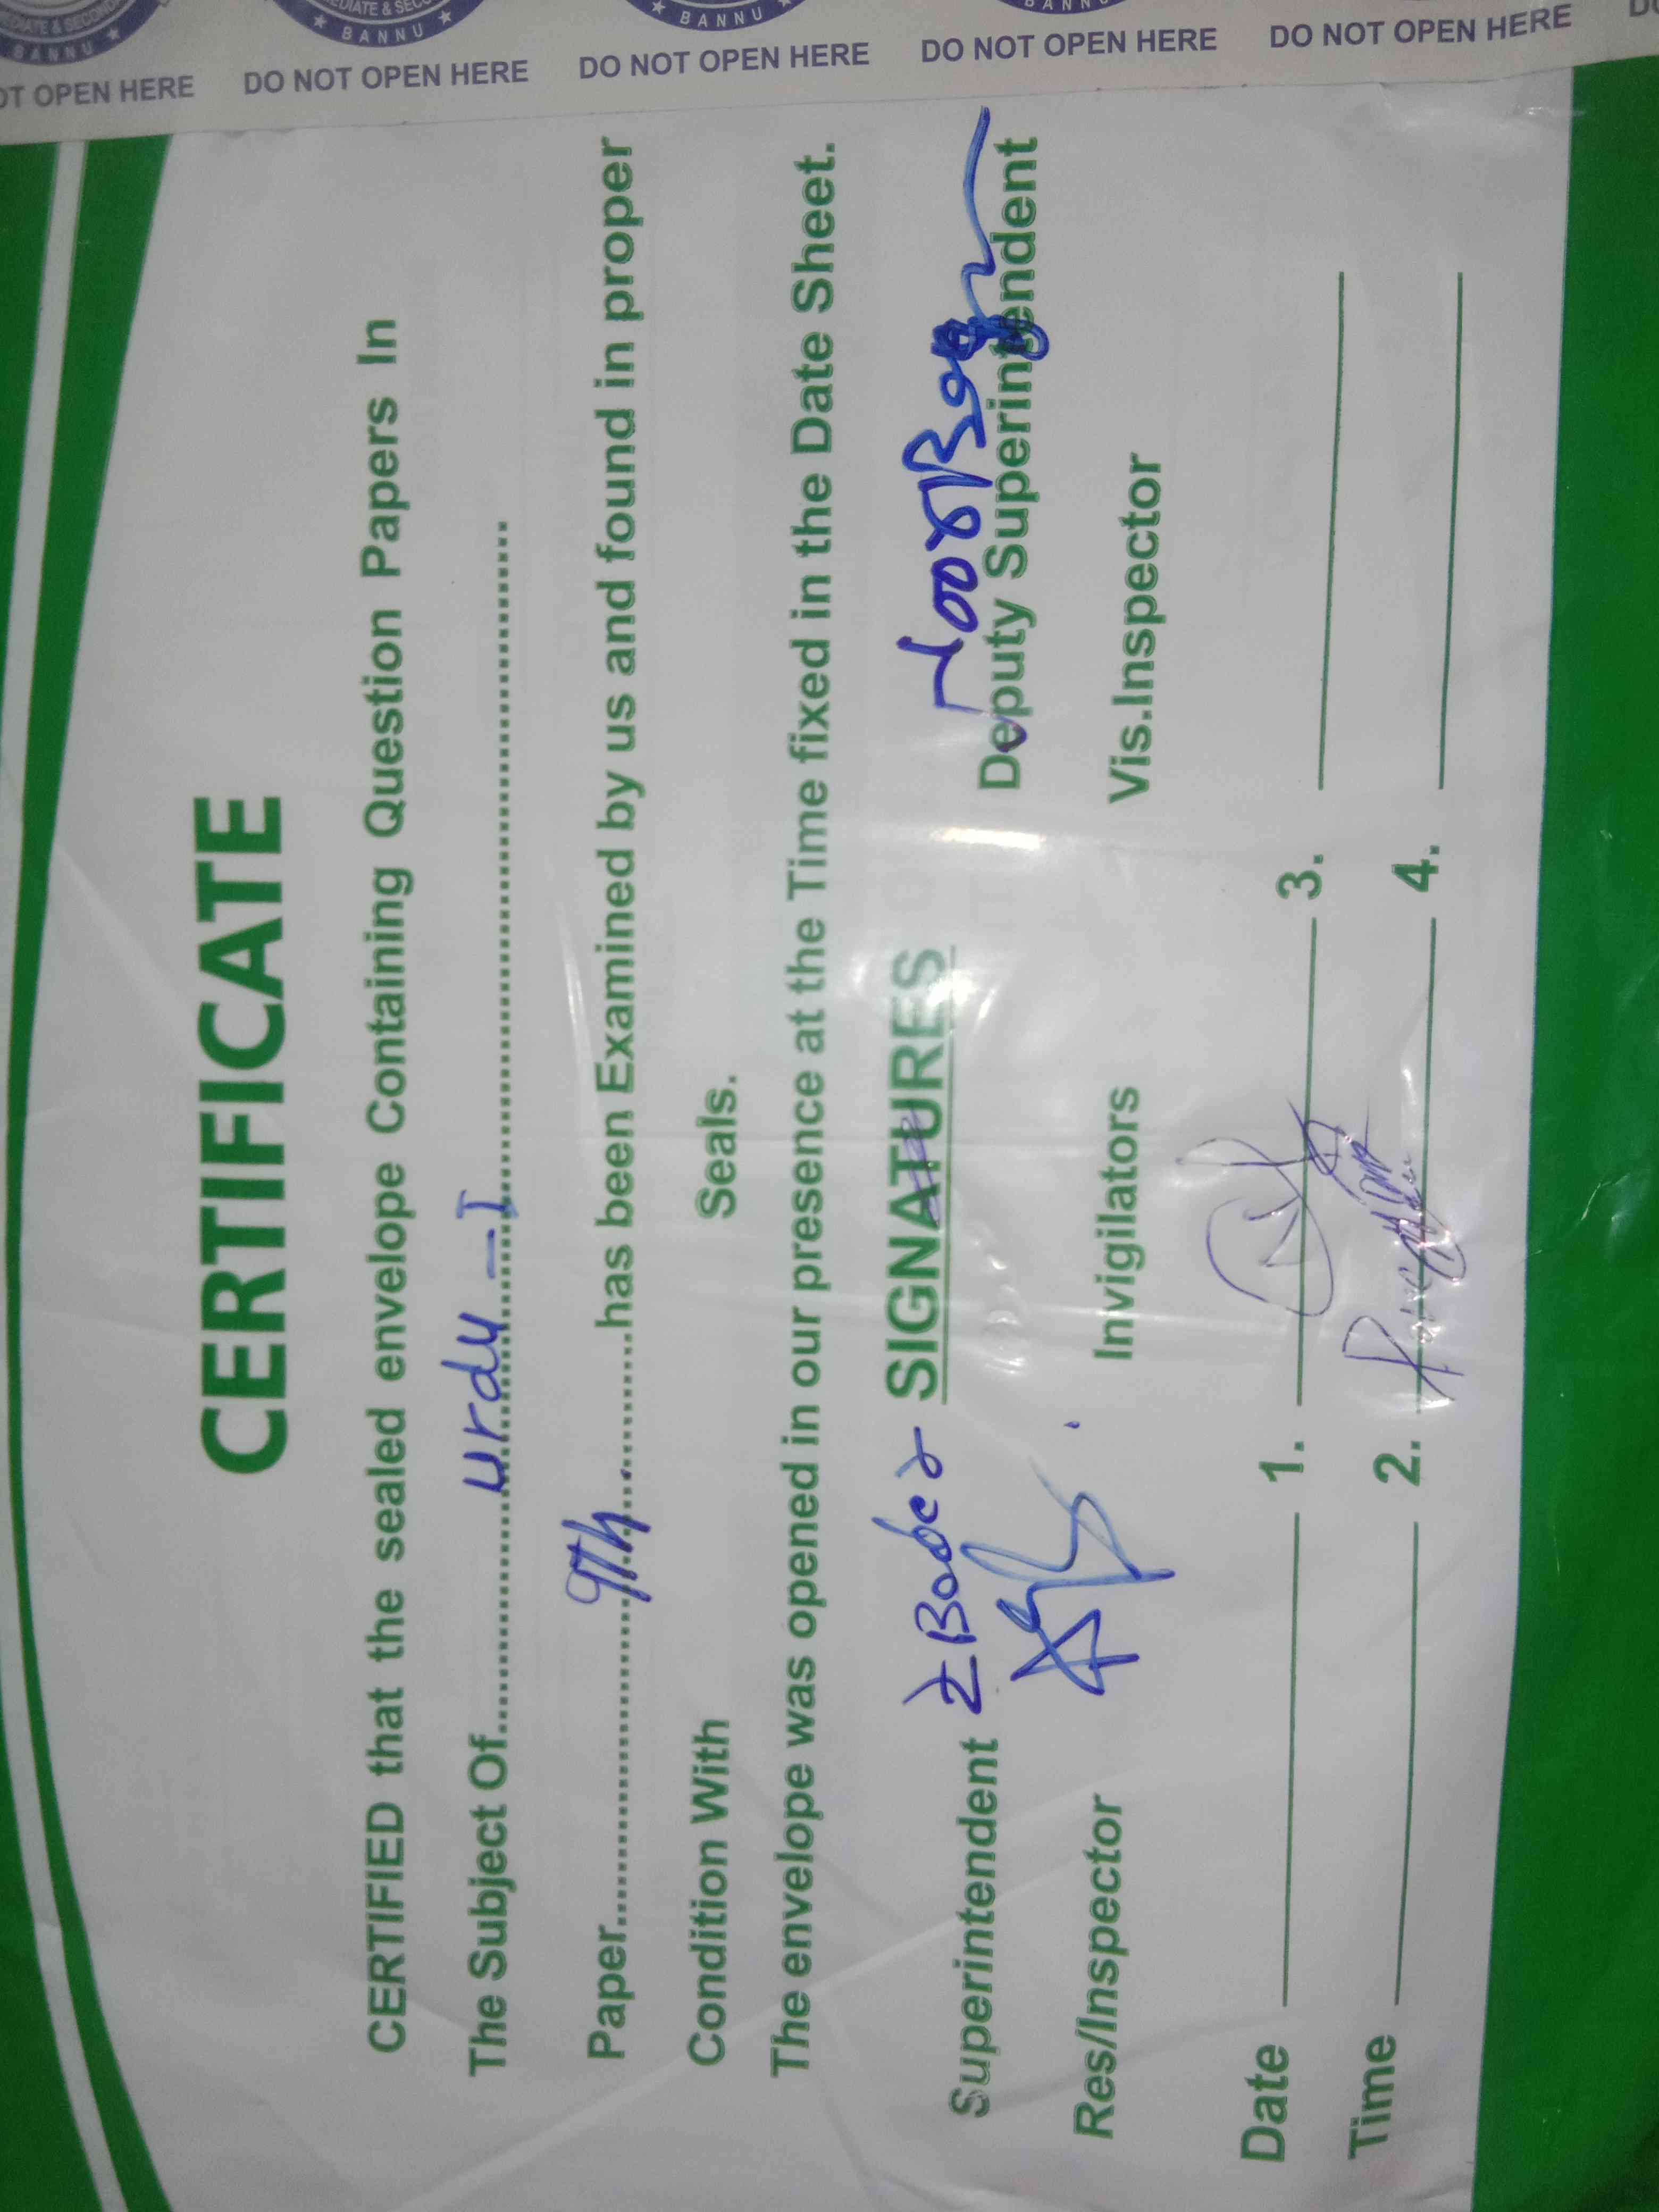 CERTIFICATE
CERTIFIED that the sealed envelope Containing Question Papers In
The Subject Of..........urdu - I..........
Paper..........9th..........has been Examined by us and found in proper
Condition With Seals.
The envelope was opened in our presence at the Time fixed in the Date Sheet.
SIGNATURES
Superintendent Z Baber Deputy Superintendent
Res/Inspector Invigilators Vis.Inspector
Date 1. 3.
Time 2. 4.
OT OPEN HERE
DO NOT OPEN HERE
DO NOT OPEN HERE
DO NOT OPEN HERE
DO NOT OPEN HERE
BANNU
BANNU
BANNU
BANNU